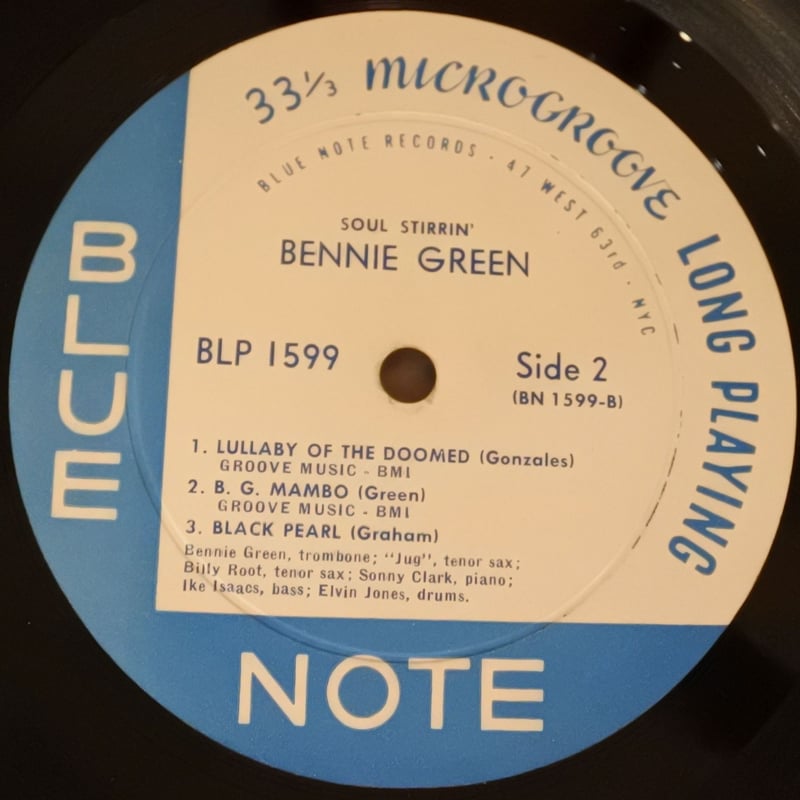 33⅓ MICROGROOVE LONG PLAYING
BLUE NOTE RECORDS · 47 WEST 63rd · NYC
SOUL STIRRIN'
BENNIE GREEN
BLP 1599
Side 2
(BN 1599-B)
1. LULLABY OF THE DOOMED (Gonzales)
GROOVE MUSIC - BMI
2. B. G. MAMBO (Green)
GROOVE MUSIC - BMI
3. BLACK PEARL (Graham)
Bennie Green, trombone; "Jug", tenor sax;
Billy Root, tenor sax; Sonny Clark, piano;
Ike Isaacs, bass; Elvin Jones, drums.
BLUE
NOTE